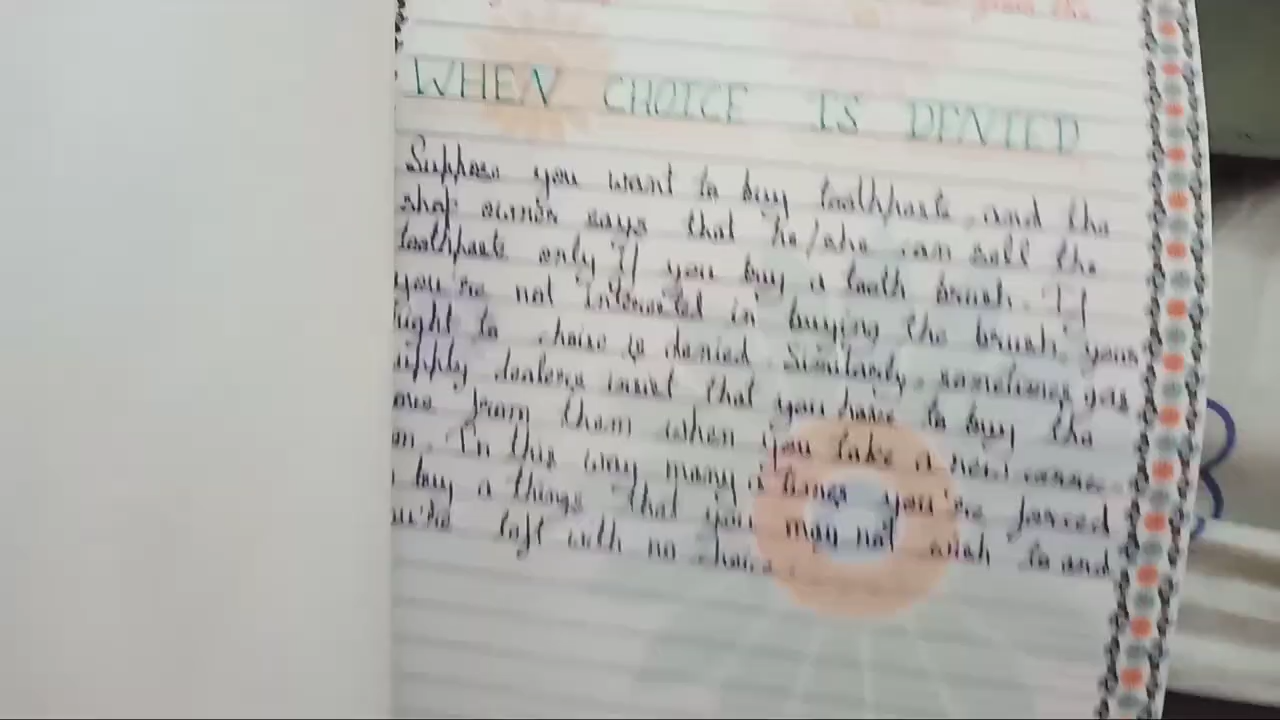 WHEN CHOICE IS DENIED
Suppose you want to buy toothpaste, and the
shop owner says that he/she can sell the
toothpaste only If you buy a tooth brush. If
you're not interested in buying the brush, your
right to choice is denied. Similarly, sometimes gas
supply dealers insist that you have to buy the
from them when you take a new
In this way many a times you're forced
buy a things that you may not wish to and
you're left with no choice.